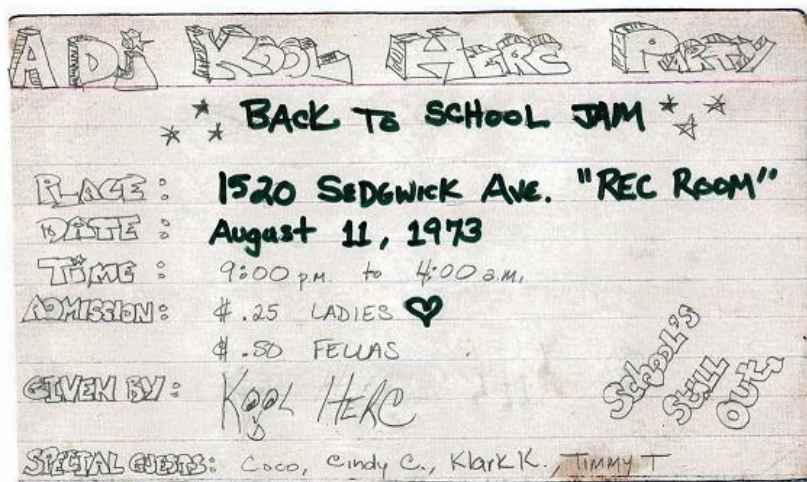 A DJ KOOL HERC PARTY
BACK TO SCHOOL JAM
PLACE: 1520 SEDGWICK AVE. "REC ROOM"
DATE: August 11, 1973
TIME: 9:00 p.m. to 4:00 a.m.
ADMISSION: $.25 LADIES ♥
$.50 FELLAS
GIVEN BY: KOOL HERC
SPECIAL GUESTS: Coco, Cindy C., Klark K., TIMMY T
SCHOOL'S
STILL
OUT,